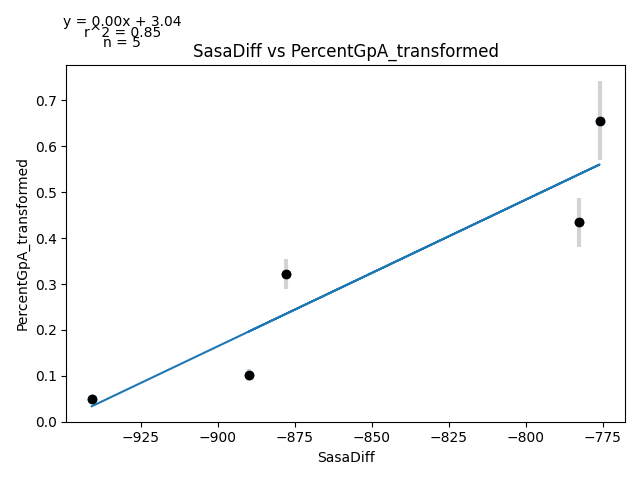 y = 0.00x + 3.04
r^2 = 0.85
n = 5
SasaDiff vs PercentGpA_transformed
PercentGpA_transformed
0.7
0.6
0.5
0.4
0.3
0.2
0.1
0.0
−925
−900
−875
−850
−825
−800
−775
SasaDiff